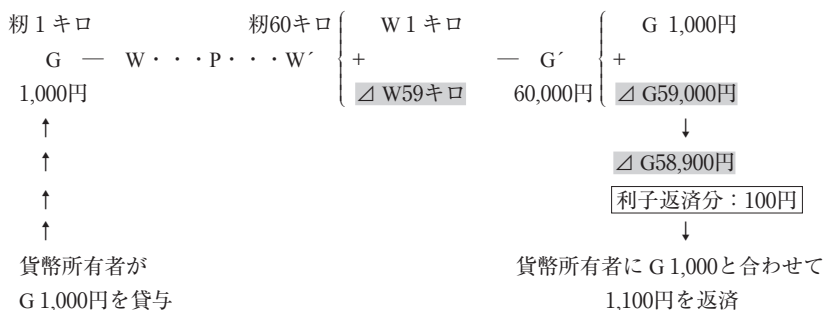 籾1キロ 籾60キロ W1キロ G 1,000円
G — W・・・P・・・W´ + — G´ +
1,000円 ⊿W59キロ 60,000円 ⊿G59,000円
↑ ↓
↑ ⊿G58,900円
↑ 利子返済分：100円
↑ ↓
貨幣所有者が 貨幣所有者にG 1,000と合わせて
G 1,000円を貸与 1,100円を返済